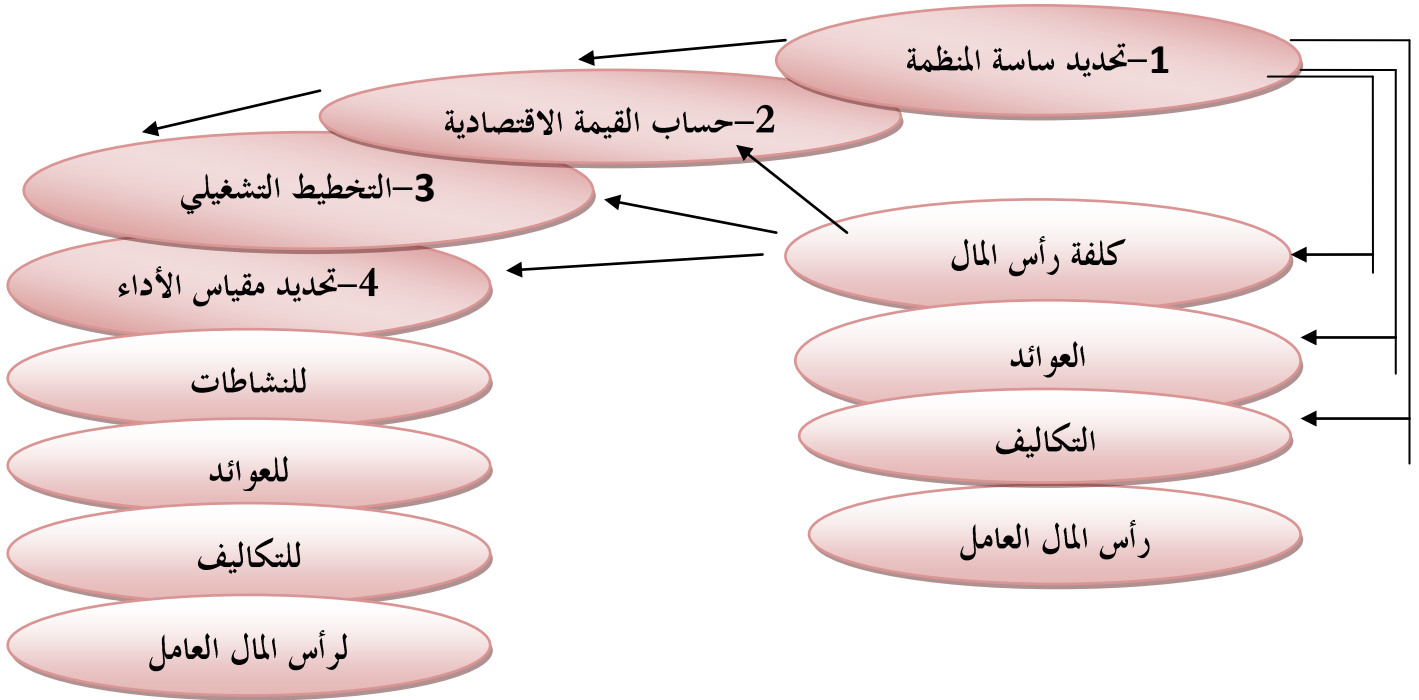 1-تحديد ساسة المنظمة
2-حساب القيمة الاقتصادية
3-التخطيط التشغيلي
4-تحديد مقياس الأداء
للنشاطات
للعوائد
للتكاليف
لرأس المال العامل
كلفة رأس المال
العوائد
التكاليف
رأس المال العامل